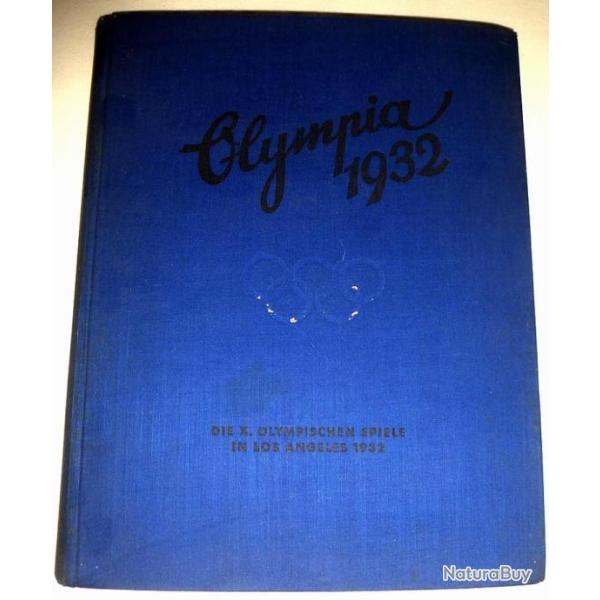 Olympia
1932
DIE X. OLYMPISCHEN SPIELE
IN LOS ANGELES 1932
NaturaBuy